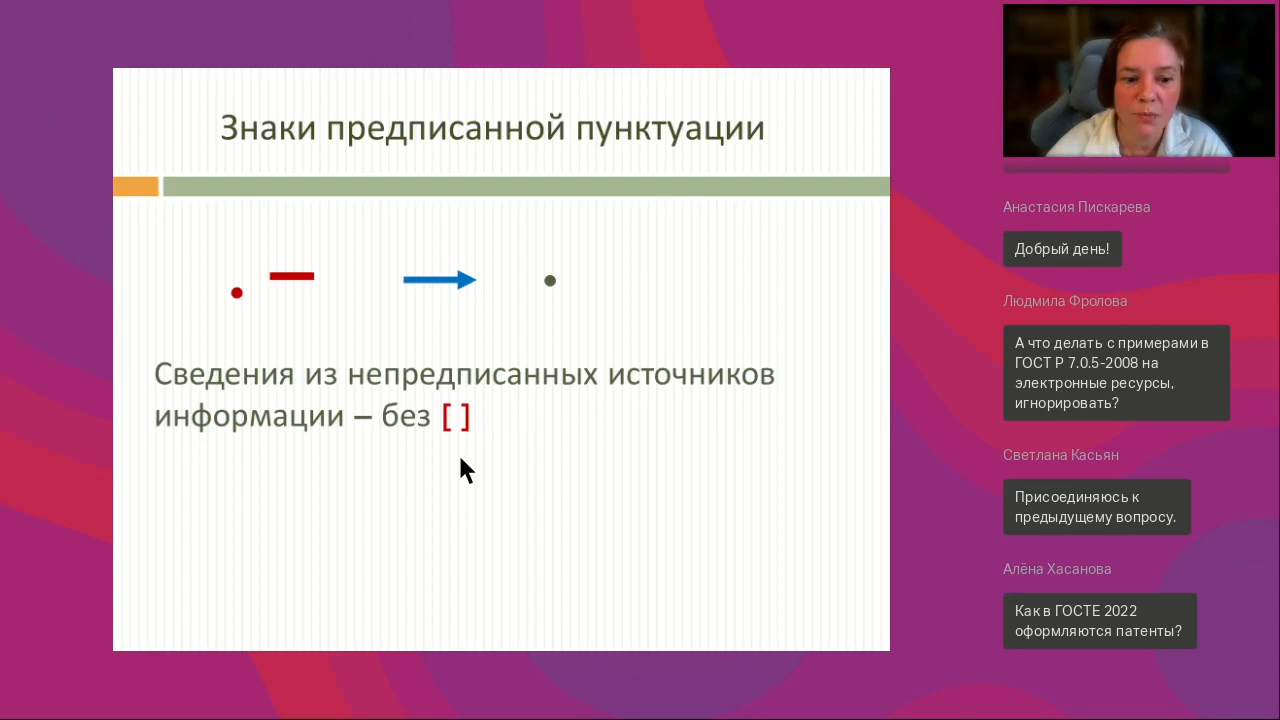 Знаки предписанной пунктуации
. — → .
Сведения из непредписанных источников
информации – без [ ]
Анастасия Пискарева
Добрый день!
Людмила Фролова
А что делать с примерами в
ГОСТ Р 7.0.5-2008 на
электронные ресурсы,
игнорировать?
Светлана Касьян
Присоединяюсь к
предыдущему вопросу.
Алёна Хасанова
Как в ГОСТЕ 2022
оформляются патенты?